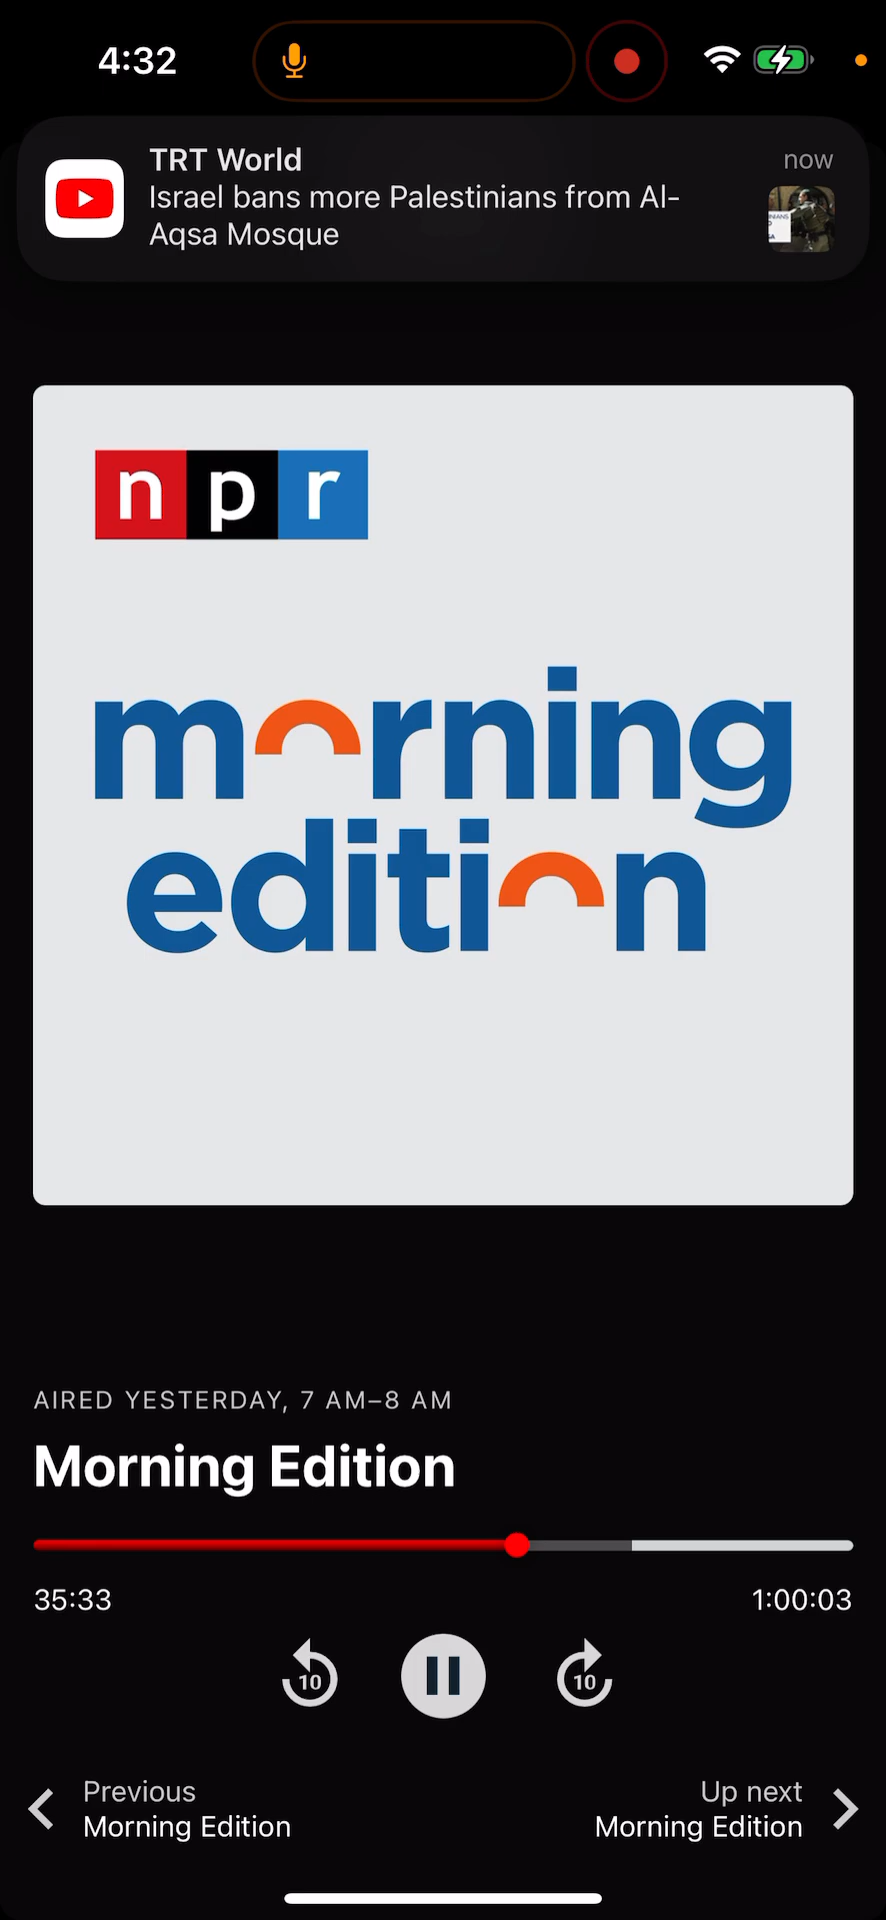 4:32
TRT World
now
Israel bans more Palestinians from Al-
Aqsa Mosque
npr
morning
edition
AIRED YESTERDAY, 7 AM–8 AM
Morning Edition
35:33
1:00:03
10
10
Previous
Up next
Morning Edition
Morning Edition